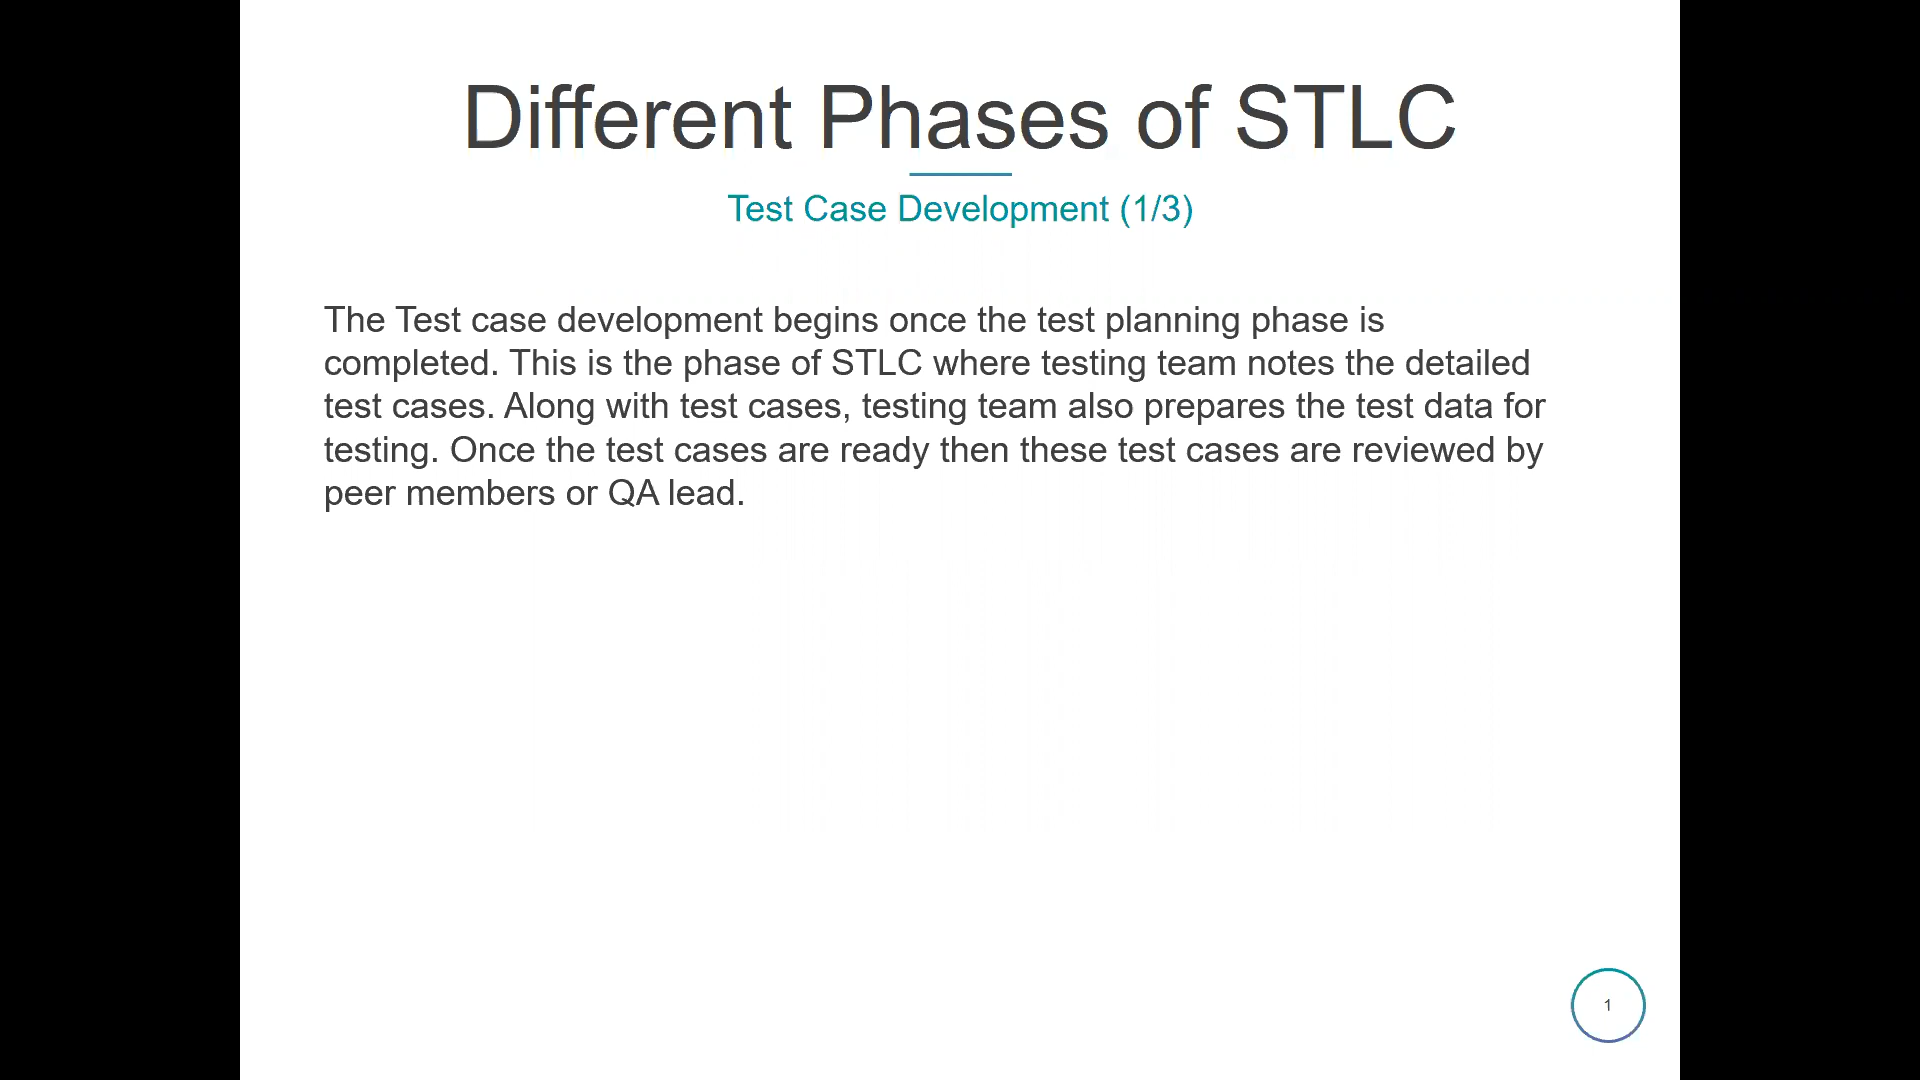 Different Phases of STLC
Test Case Development (1/3)
The Test case development begins once the test planning phase is
completed. This is the phase of STLC where testing team notes the detailed
test cases. Along with test cases, testing team also prepares the test data for
testing. Once the test cases are ready then these test cases are reviewed by
peer members or QA lead.
1